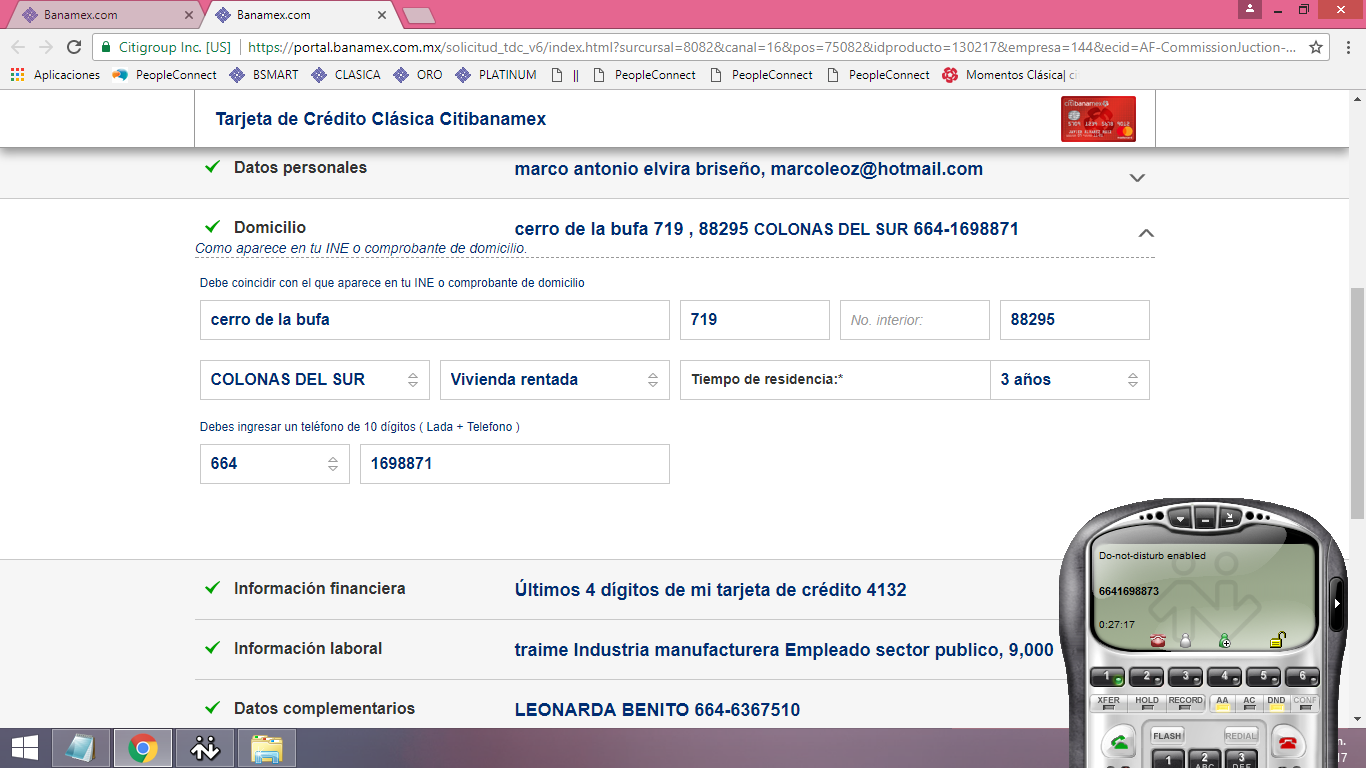 Banamex.com
Banamex.com
Citigroup Inc. [US]
https://portal.banamex.com.mx/solicitud_tdc_v6/index.html?surcursal=8082&canal=16&pos=75082&idproducto=130217&empresa=144&ecid=AF-CommissionJuction-...
Aplicaciones PeopleConnect BSMART CLASICA ORO PLATINUM || PeopleConnect PeopleConnect PeopleConnect Momentos Clásica| ci
Tarjeta de Crédito Clásica Citibanamex
citibanamex
Datos personales marco antonio elvira briseño, marcoleoz@hotmail.com
Domicilio cerro de la bufa 719 , 88295 COLONAS DEL SUR 664-1698871
Como aparece en tu INE o comprobante de domicilio.
Debe coincidir con el que aparece en tu INE o comprobante de domicilio
cerro de la bufa 719 No. interior: 88295
COLONAS DEL SUR Vivienda rentada Tiempo de residencia:* 3 años
Debes ingresar un teléfono de 10 dígitos ( Lada + Telefono )
664 1698871
Información financiera Últimos 4 dígitos de mi tarjeta de crédito 4132
Información laboral traime Industria manufacturera Empleado sector publico, 9,000
Datos complementarios LEONARDA BENITO 664-6367510
Do-not-disturb enabled
6641698873
0:27:17
1 2 3 4 5 6
XFER HOLD RECORD AA AC DND CONF
FLASH REDIAL
1 2 3
ABC DEF